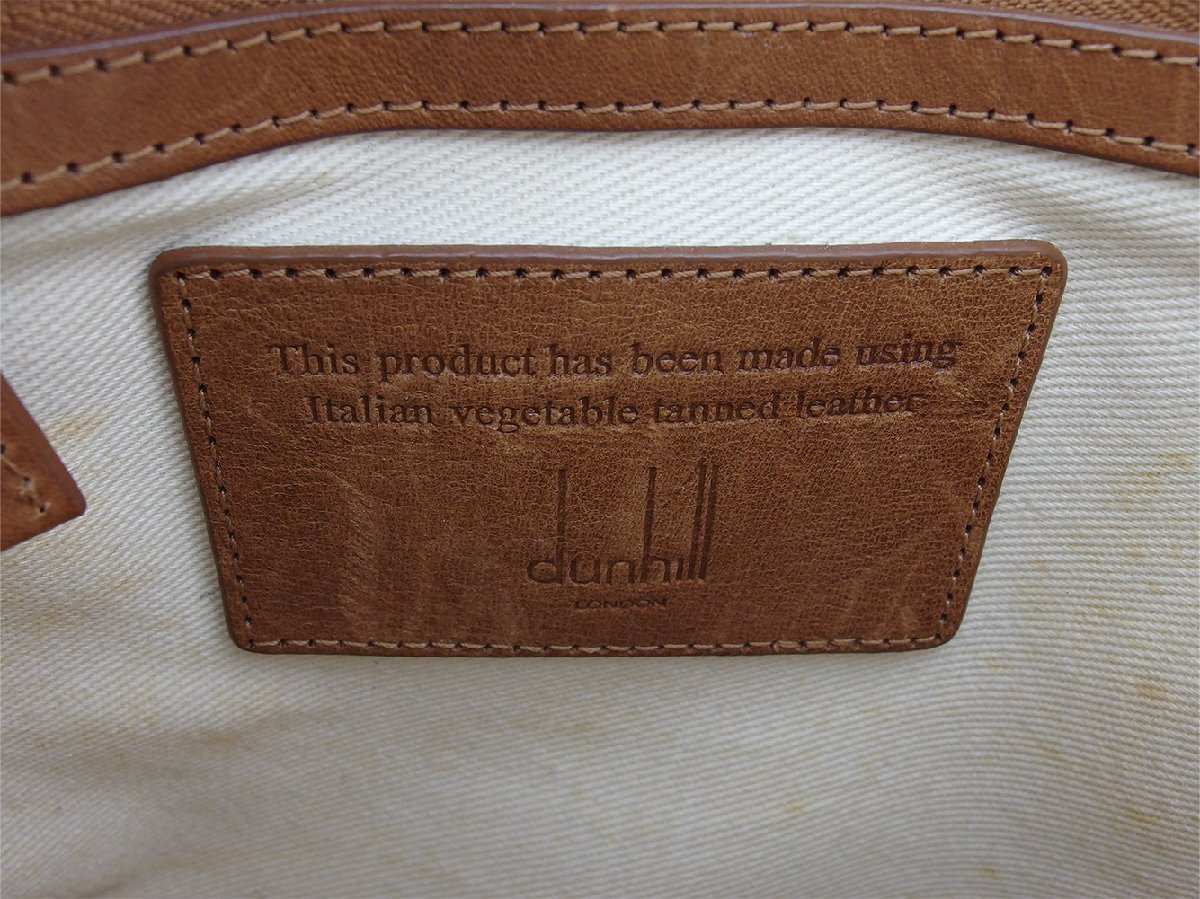 This product has been made using
Italian vegetable tanned leather
dunhill
LONDON